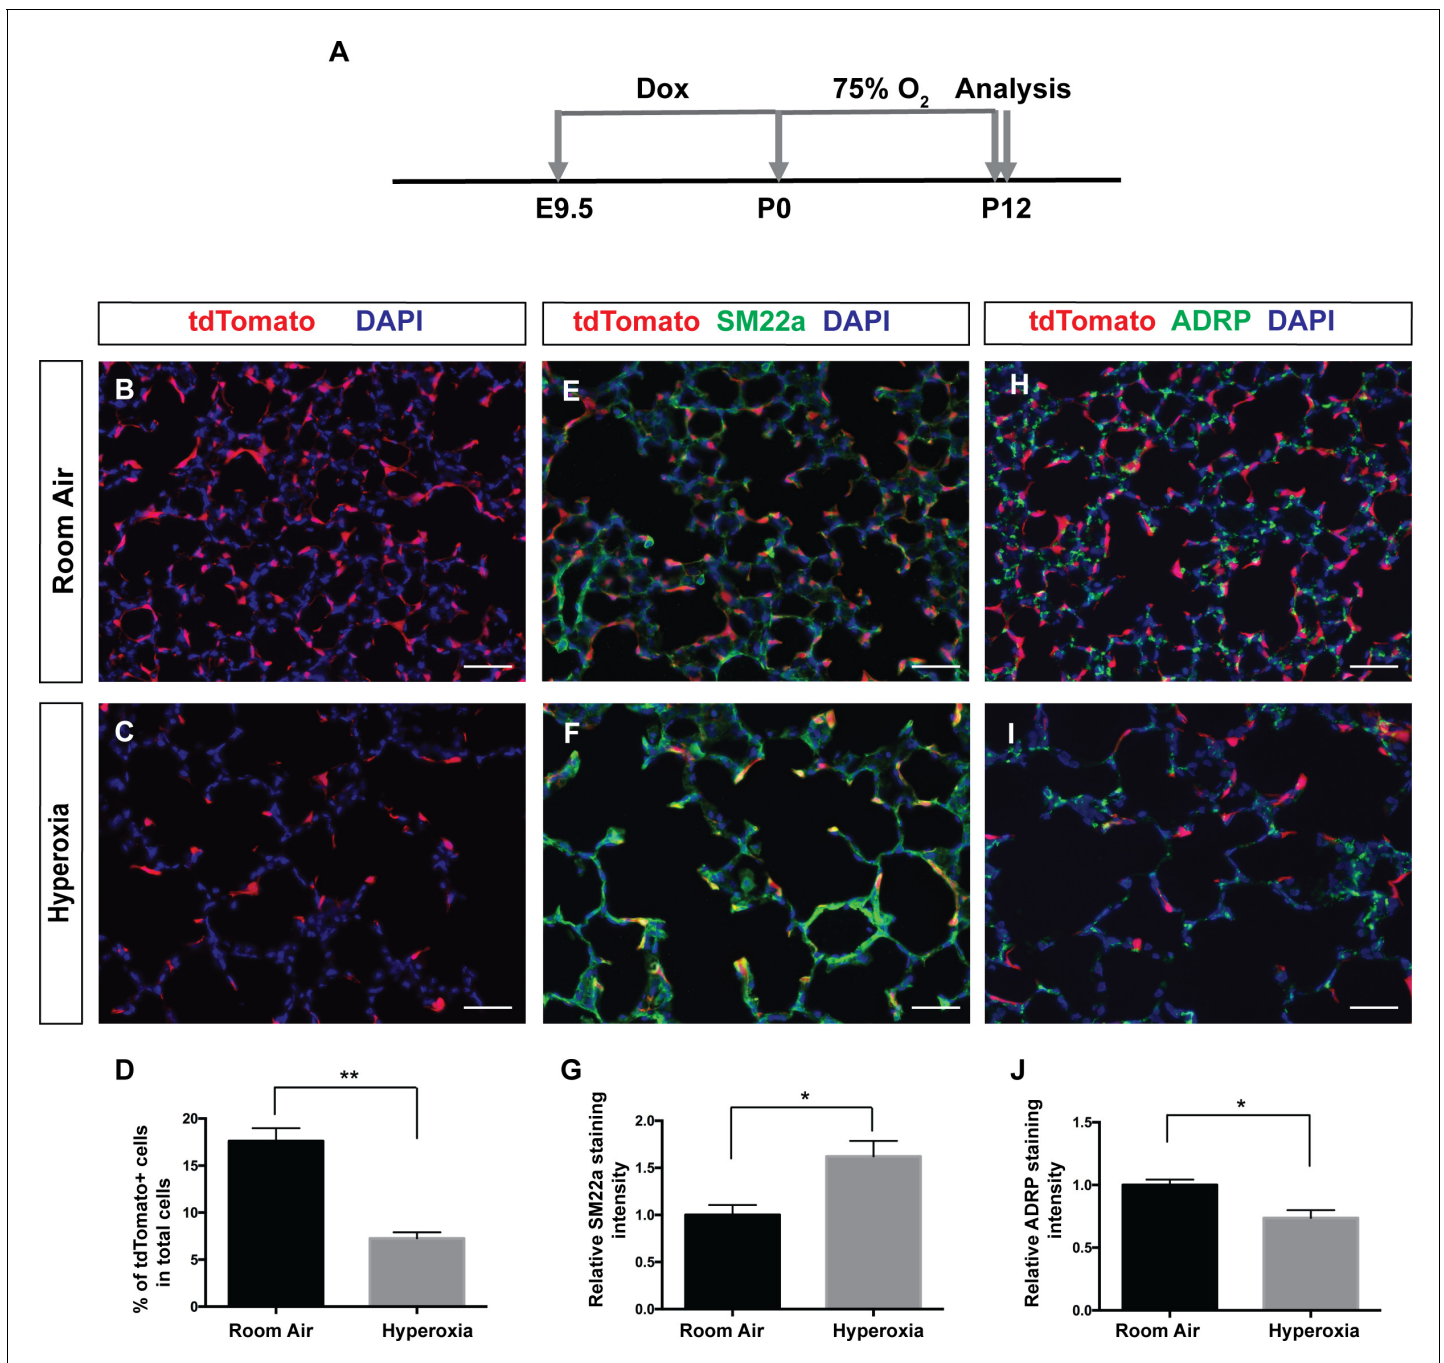 A
Dox 75% O2 Analysis
E9.5 P0 P12
tdTomato DAPI
tdTomato SM22a DAPI
tdTomato ADRP DAPI
Room Air
B
E
H
Hyperoxia
C
F
I
D
**
% of tdTomato+ cells
in total cells
20
15
10
5
0
Room Air Hyperoxia
G
*
Relative SM22a staining
intensity
2.0
1.5
1.0
0.5
0.0
Room Air Hyperoxia
J
*
Relative ADRP staining
intensity
1.5
1.0
0.5
0.0
Room Air Hyperoxia